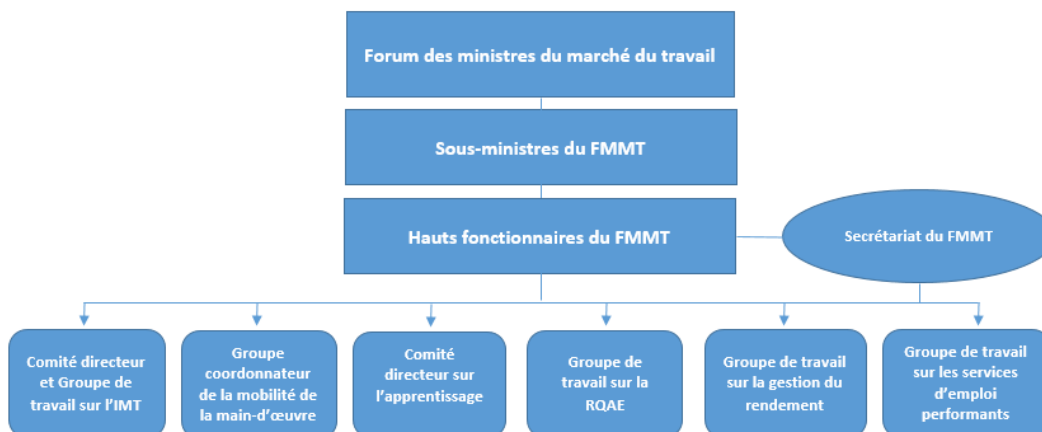 Forum des ministres du marché du travail
Sous-ministres du FMMT
Hauts fonctionnaires du FMMT
Secrétariat du FMMT
Comité directeur
et Groupe de
travail sur l'IMT
Groupe
coordonnateur
de la mobilité de
la main-d'œuvre
Comité
directeur sur
l'apprentissage
Groupe de
travail sur la
RQAE
Groupe de travail
sur la gestion du
rendement
Groupe de travail
sur les services
d'emploi
performants